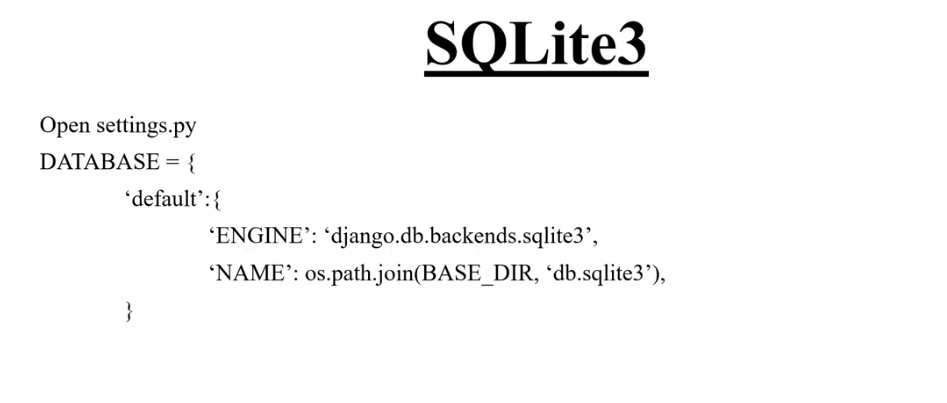 SQLite3
Open settings.py
DATABASE = {
‘default’:{
‘ENGINE’: ‘django.db.backends.sqlite3’,
‘NAME’: os.path.join(BASE_DIR, ‘db.sqlite3’),
}